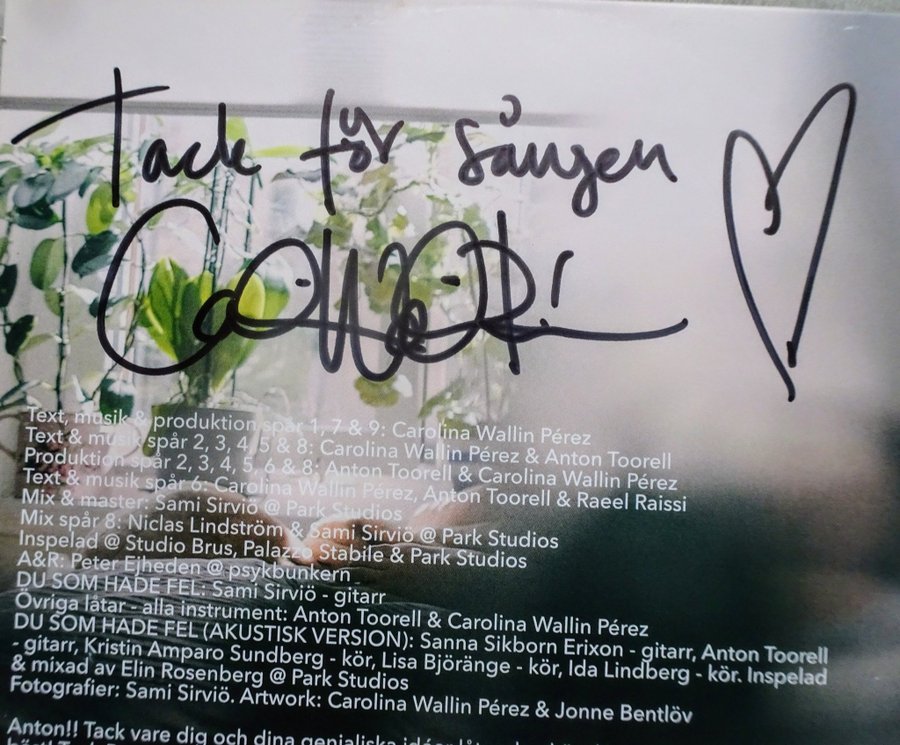 Tack för sången
Text, musik & produktion spår 1, 7 & 9: Carolina Wallin Pérez
Text & musik spår 2, 3, 4, 5 & 8: Carolina Wallin Pérez & Anton Toorell
Produktion spår 2, 3, 4, 5, 6 & 8: Anton Toorell & Carolina Wallin Pérez
Text & musik spår 6: Carolina Wallin Pérez, Anton Toorell & Raeel Raissi
Mix & master: Sami Sirviö @ Park Studios
Mix spår 8: Niclas Lindström & Sami Sirviö @ Park Studios
Inspelad @ Studio Brus, Palazzo Stabile & Park Studios
A&R: Peter Ejheden @ psykbunkern
DU SOM HADE FEL: Sami Sirviö - gitarr
Övriga låtar - alla instrument: Anton Toorell & Carolina Wallin Pérez
DU SOM HADE FEL (AKUSTISK VERSION): Sanna Sikborn Erixon - gitarr, Anton Toorell
- gitarr, Kristin Amparo Sundberg - kör, Lisa Björänge - kör, Ida Lindberg - kör. Inspelad
& mixad av Elin Rosenberg @ Park Studios
Fotografier: Sami Sirviö. Artwork: Carolina Wallin Pérez & Jonne Bentlöv
Anton!! Tack vare dig och dina genialiska idéer